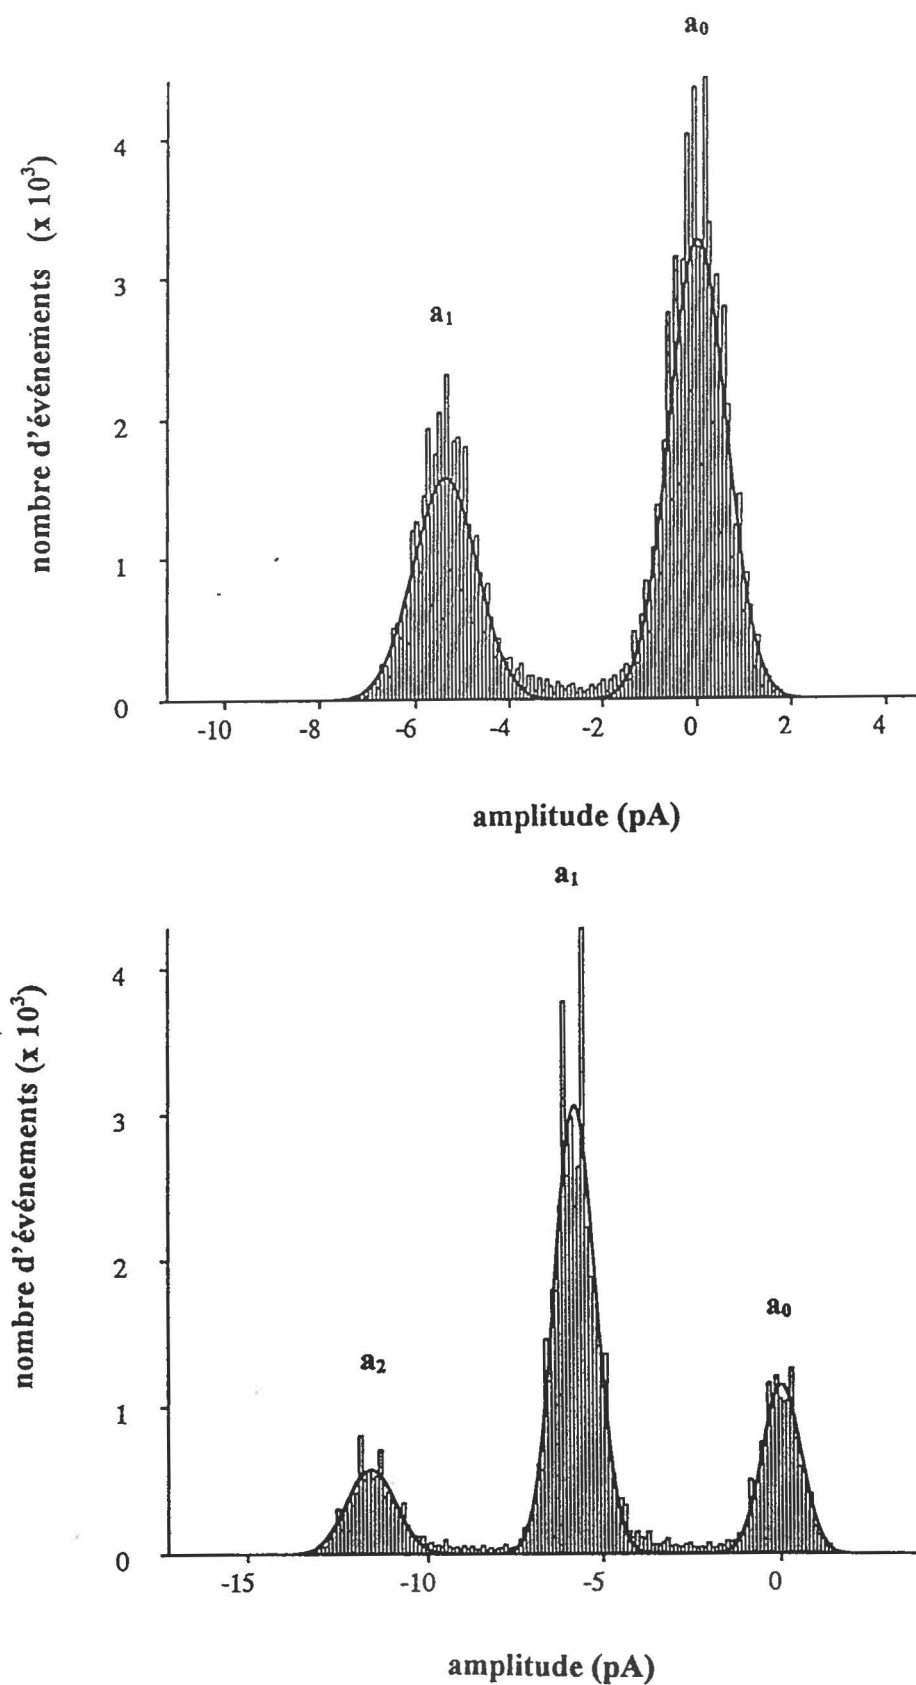 a₀
a₁
nombre d'événements (x 10³)
4
3
2
1
0
-10 -8 -6 -4 -2 0 2 4
amplitude (pA)
a₁
a₀
a₂
nombre d'événements (x 10³)
4
3
2
1
0
-15 -10 -5 0
amplitude (pA)